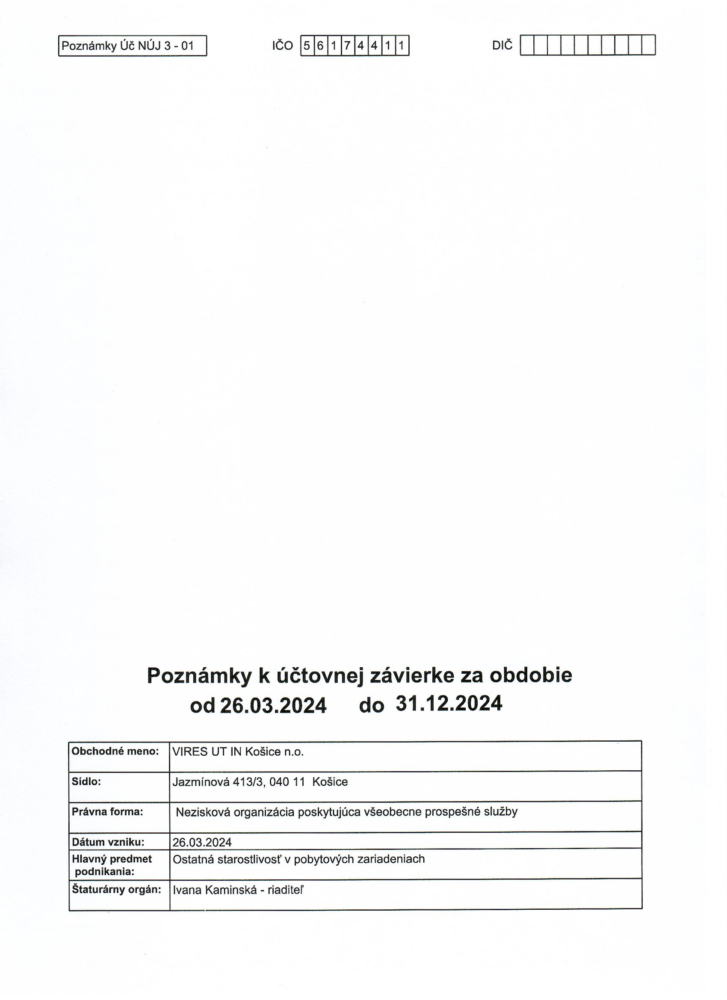 Poznámky Úč NÚJ 3 - 01 IČO 5 6 1 7 4 4 1 1 DIČ
Poznámky k účtovnej závierke za obdobie
od 26.03.2024 do 31.12.2024
Obchodné meno: VIRES UT IN Košice n.o.
Sídlo: Jazmínová 413/3, 040 11 Košice
Právna forma: Nezisková organizácia poskytujúca všeobecne prospešné služby
Dátum vzniku: 26.03.2024
Hlavný predmet Ostatná starostlivosť v pobytových zariadeniach
podnikania:
Štaturárny orgán: Ivana Kaminská - riaditeľ